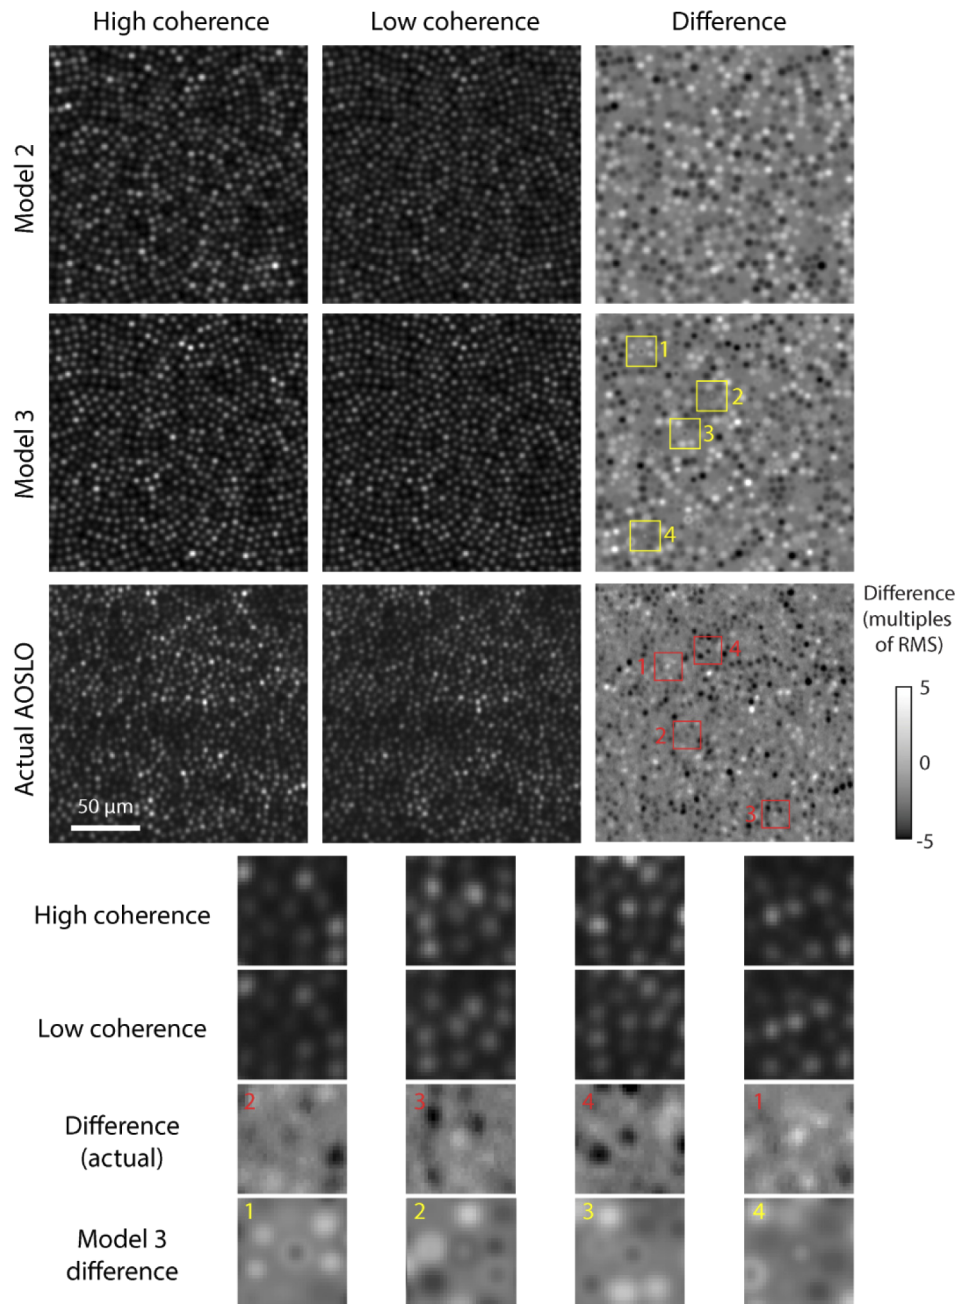 High coherence
Low coherence
Difference
Model 2
Model 3
1
2
3
4
Actual AOSLO
50 μm
1
4
2
3
Difference
(multiples
of RMS)
5
0
-5
High coherence
Low coherence
Difference
(actual)
2
3
4
1
Model 3
difference
1
2
3
4